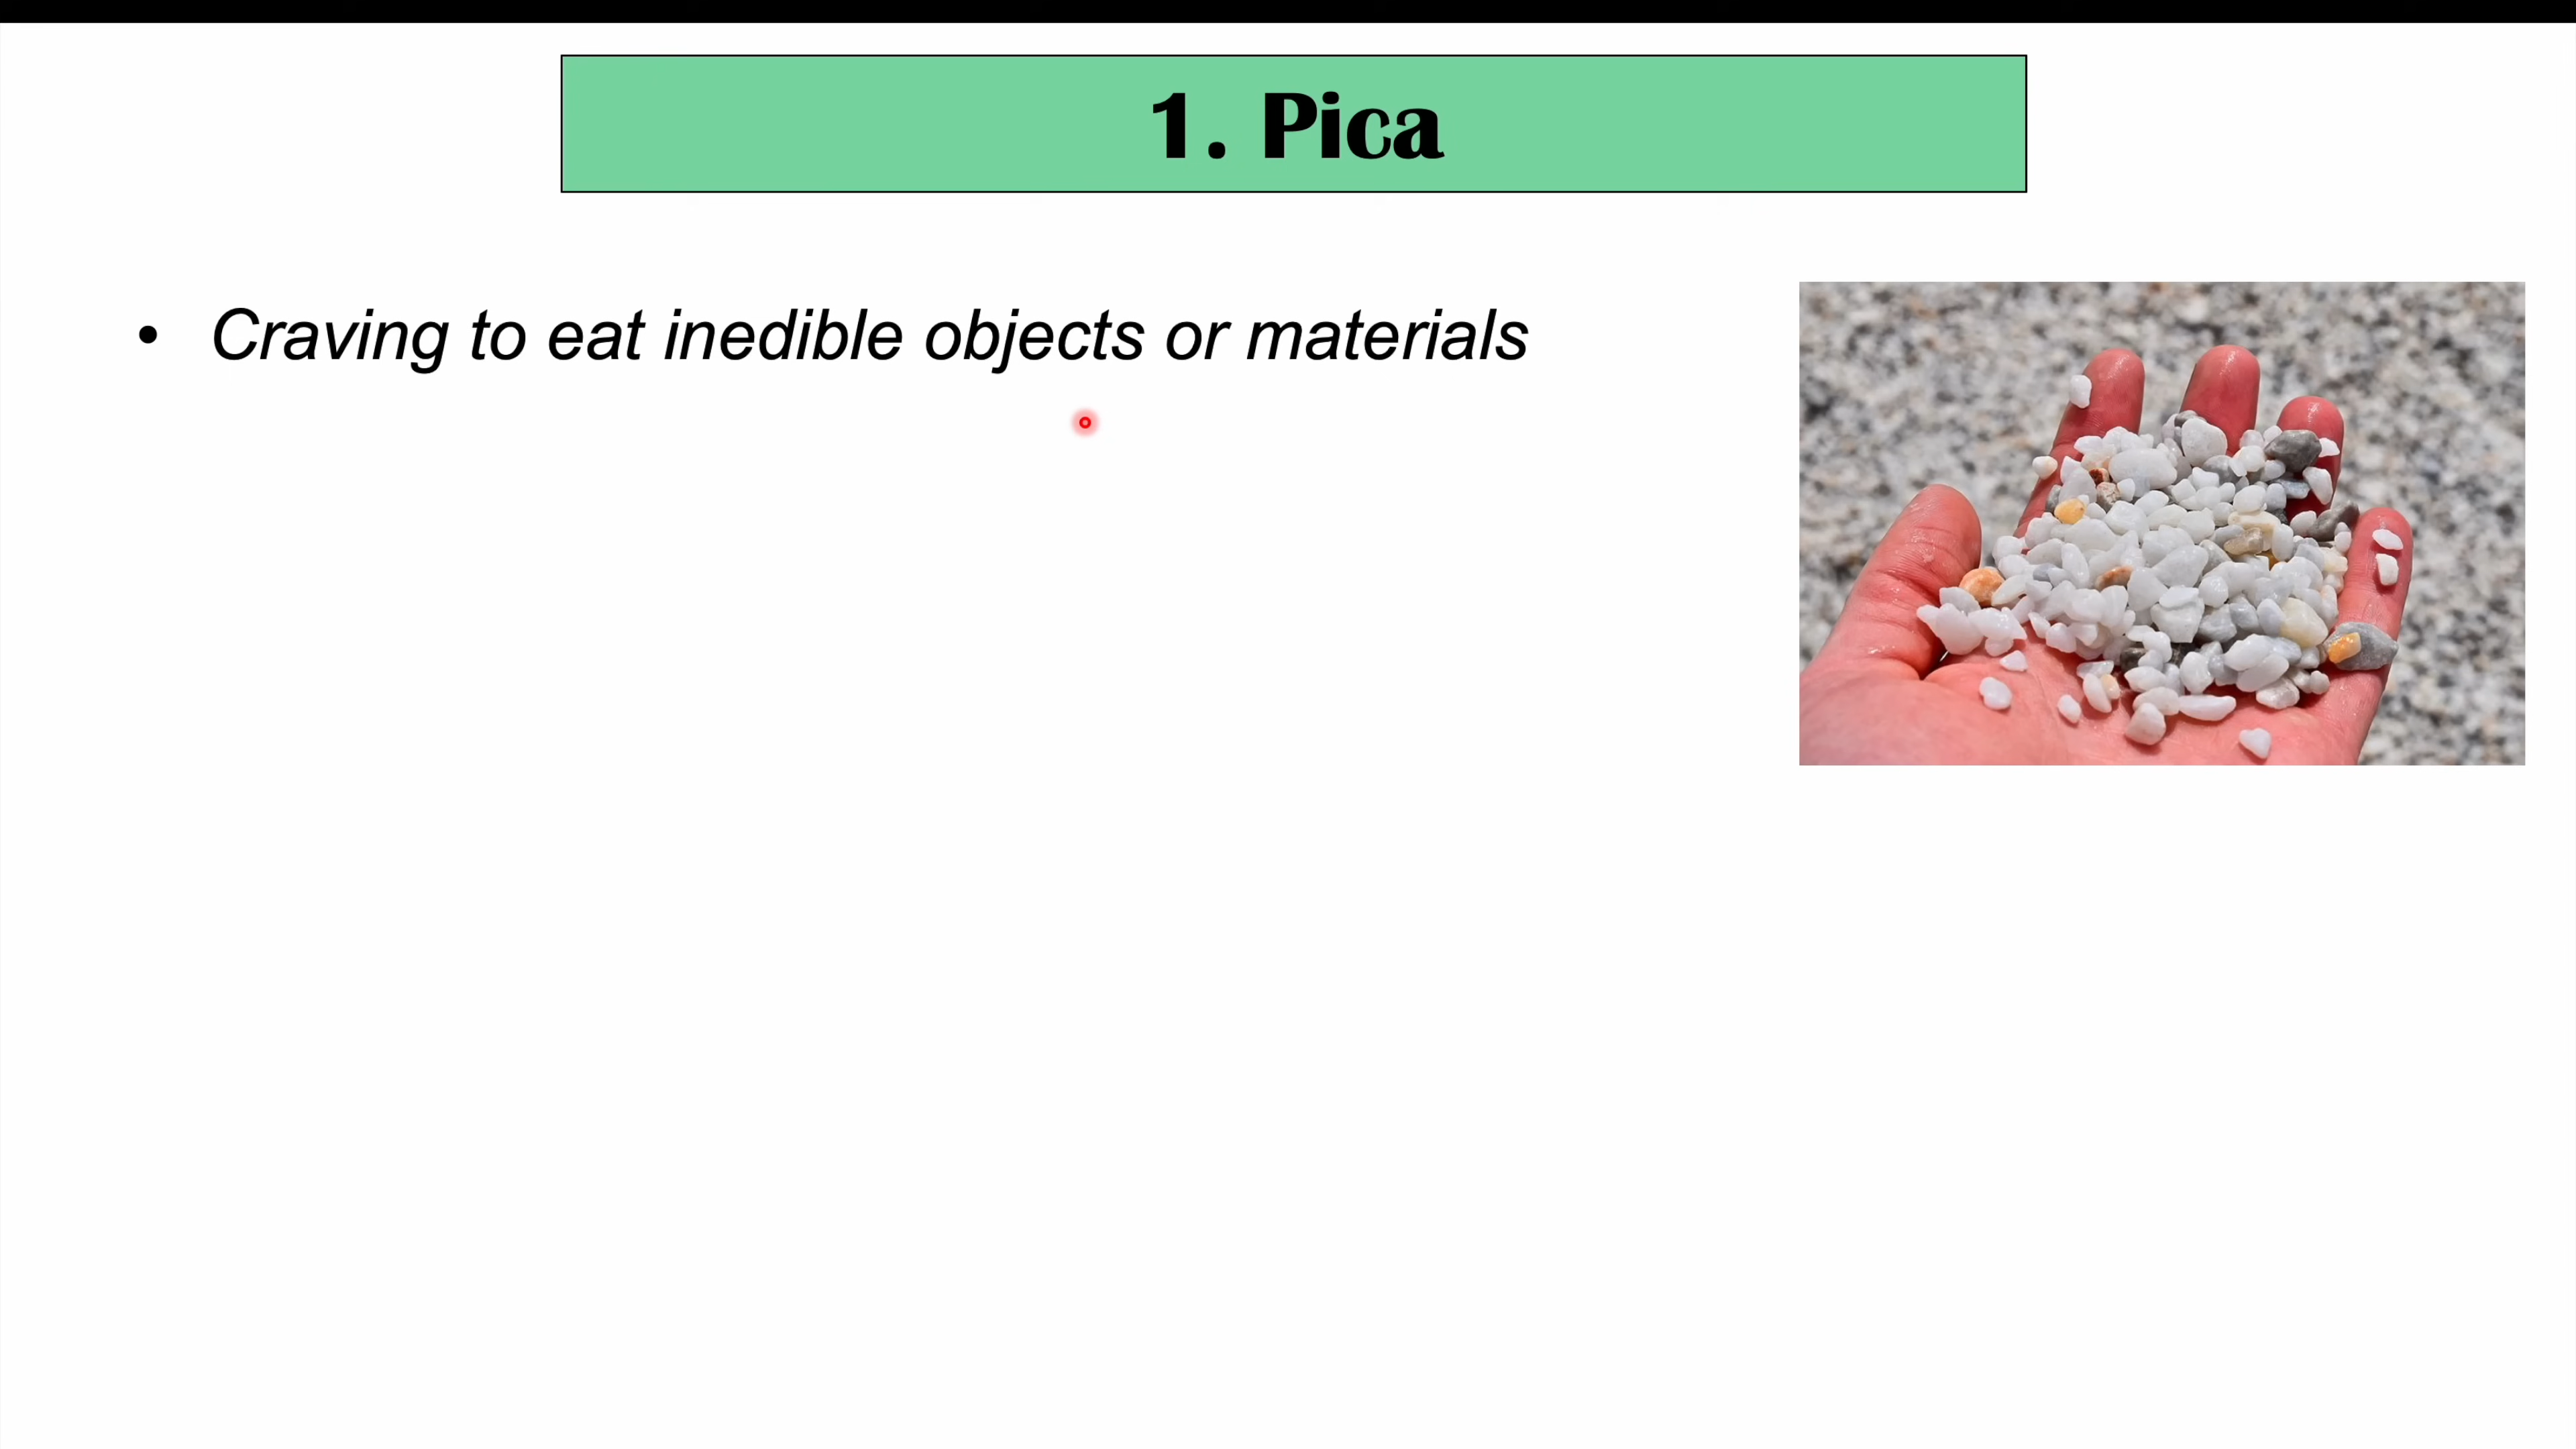 1. Pica
• Craving to eat inedible objects or materials